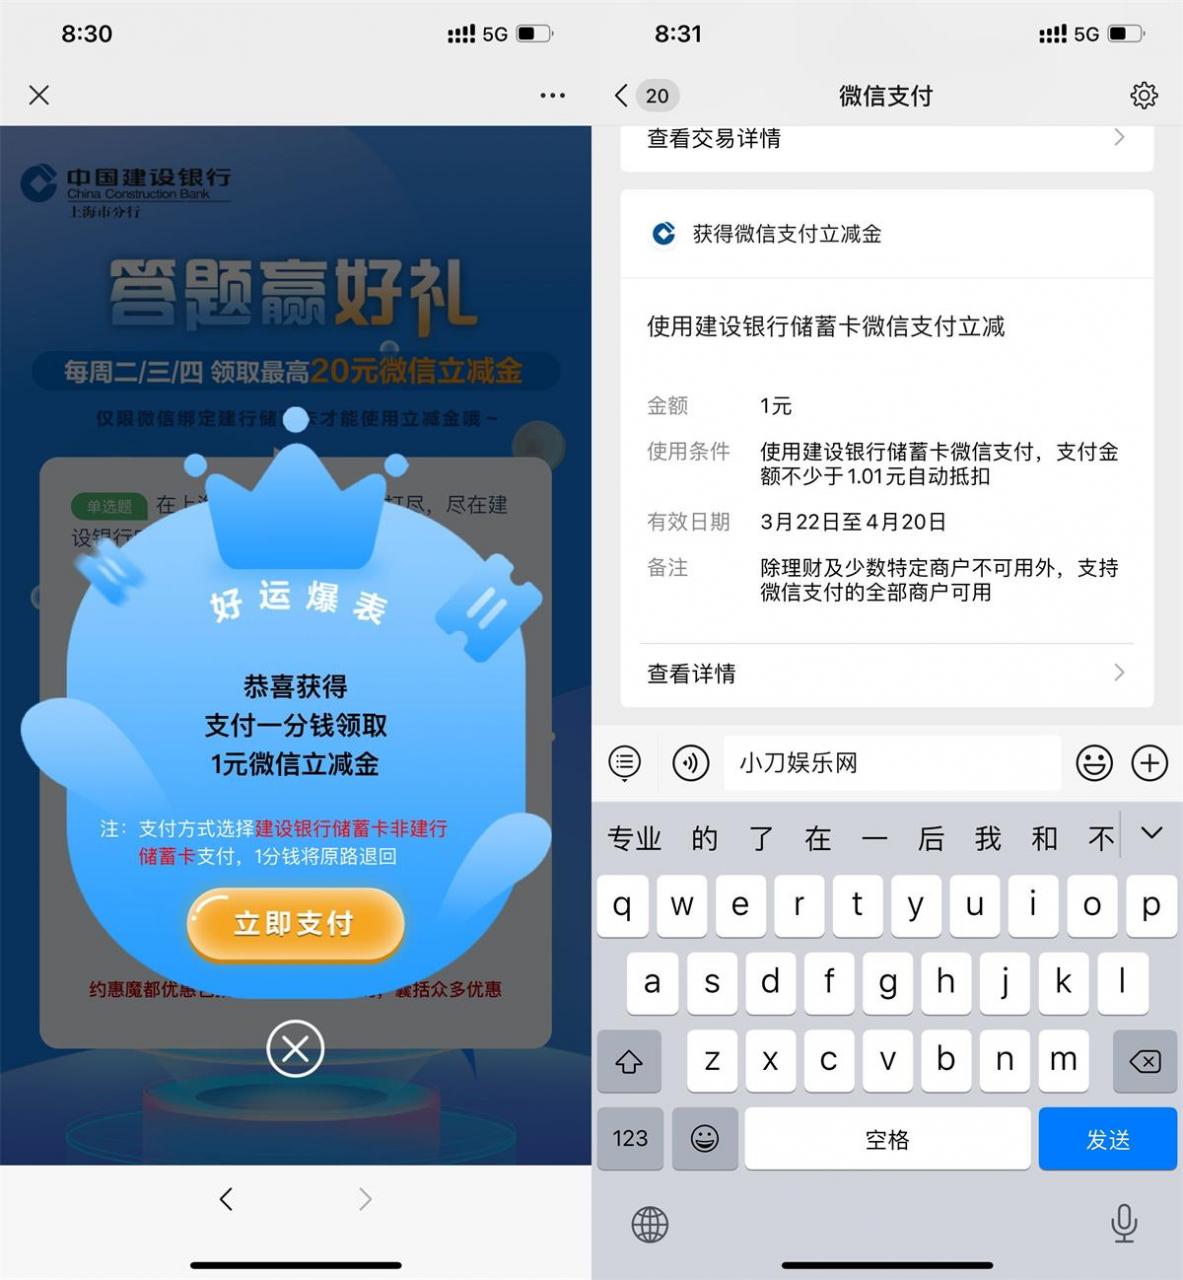 8:30
5G
中国建设银行
China Construction Bank
上海市分行
答题赢好礼
每周二/三/四 领取最高20元微信立减金
仅限微信绑定建行储 卡才能使用立减金哦~
单选题 在上 打尽，尽在建
设银行
好运爆表
恭喜获得
支付一分钱领取
1元微信立减金
注：支付方式选择建设银行储蓄卡非建行
储蓄卡支付，1分钱将原路退回
立即支付
约惠魔都优惠 囊括众多优惠
8:31
5G
20
微信支付
查看交易详情
获得微信支付立减金
使用建设银行储蓄卡微信支付立减
金额 1元
使用条件 使用建设银行储蓄卡微信支付，支付金
额不少于1.01元自动抵扣
有效日期 3月22日至4月20日
备注 除理财及少数特定商户不可用外，支持
微信支付的全部商户可用
查看详情
小刀娱乐网
专业 的 了 在 一 后 我 和 不
q w e r t y u i o p
a s d f g h j k l
z x c v b n m
123 空格 发送